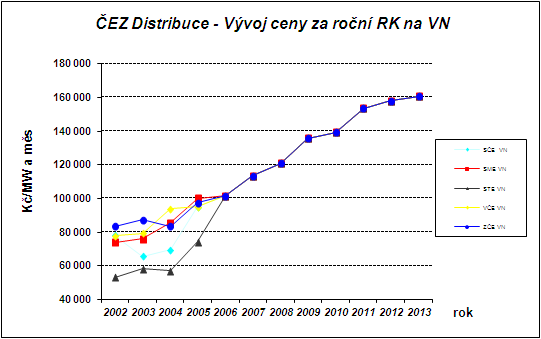 ČEZ Distribuce - Vývoj ceny za roční RK na VN
180 000
160 000
140 000
120 000
100 000
80 000
60 000
40 000
Kč/MW a měs
2002 2003 2004 2005 2006 2007 2008 2009 2010 2011 2012 2013
rok
SČE VN
SME VN
STE VN
VČE VN
ZČE VN